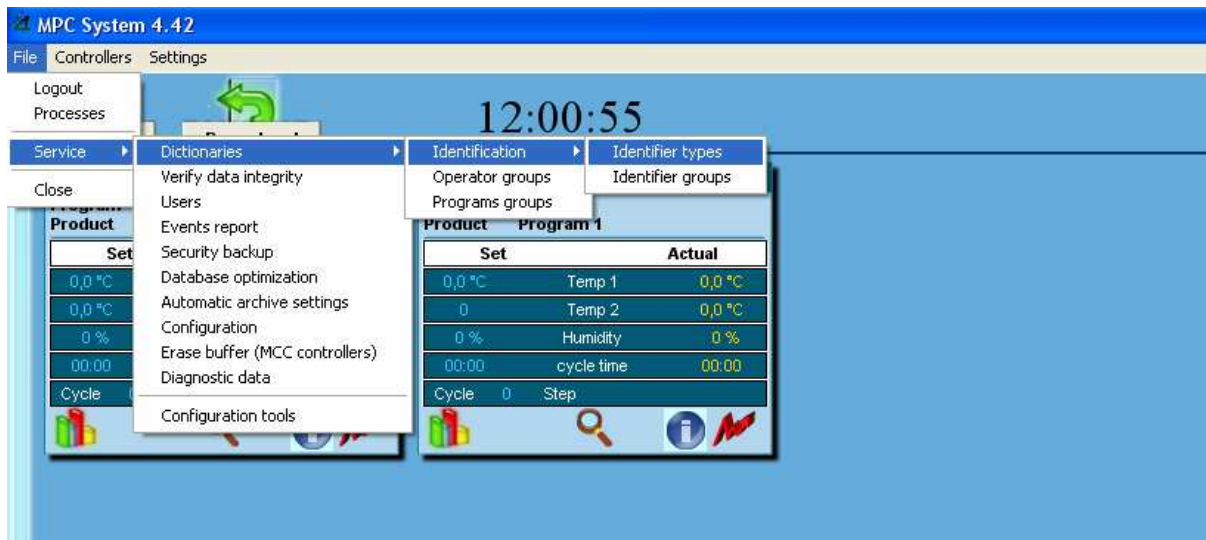 MPC System 4.42
File Controllers Settings
Logout
Processes
Service
Close
12:00:55
Dictionaries
Verify data integrity
Users
Events report
Security backup
Database optimization
Automatic archive settings
Configuration
Erase buffer (MCC controllers)
Diagnostic data
Configuration tools
Identification
Operator groups
Programs groups
Identifier types
Identifier groups
Product
Set
0,0 °C
0,0 °C
0 %
00:00
Cycle
Product Program 1
Set Actual
0,0 °C Temp 1 0,0 °C
0 Temp 2 0,0 °C
0 % Humidity 0 %
00:00 cycle time 00:00
Cycle 0 Step